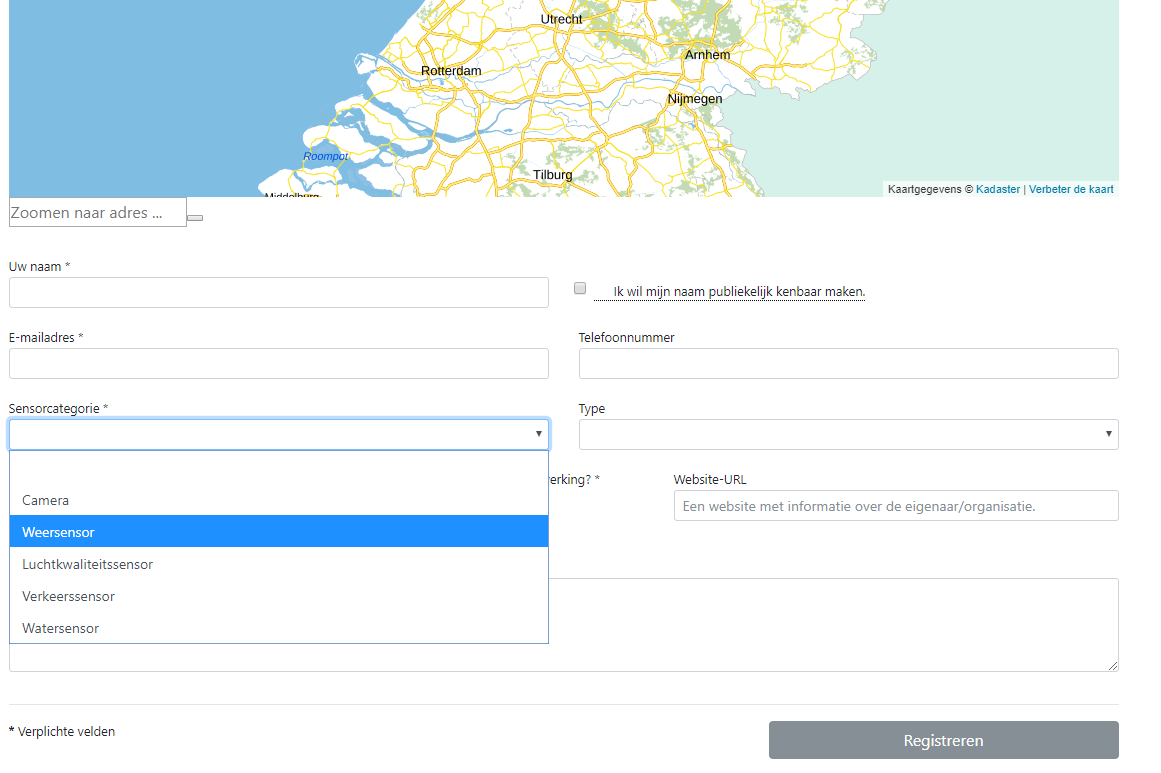 Utrecht
Arnhem
Rotterdam
Nijmegen
Roompot
Tilburg
Middelburg
Kaartgegevens © Kadaster | Verbeter de kaart
Zoomen naar adres ...
Uw naam *
Ik wil mijn naam publiekelijk kenbaar maken.
E-mailadres *
Telefoonnummer
Sensorcategorie *
Type
erking? *
Website-URL
Camera
Een website met informatie over de eigenaar/organisatie.
Weersensor
Luchtkwaliteitssensor
Verkeerssensor
Watersensor
* Verplichte velden
Registreren